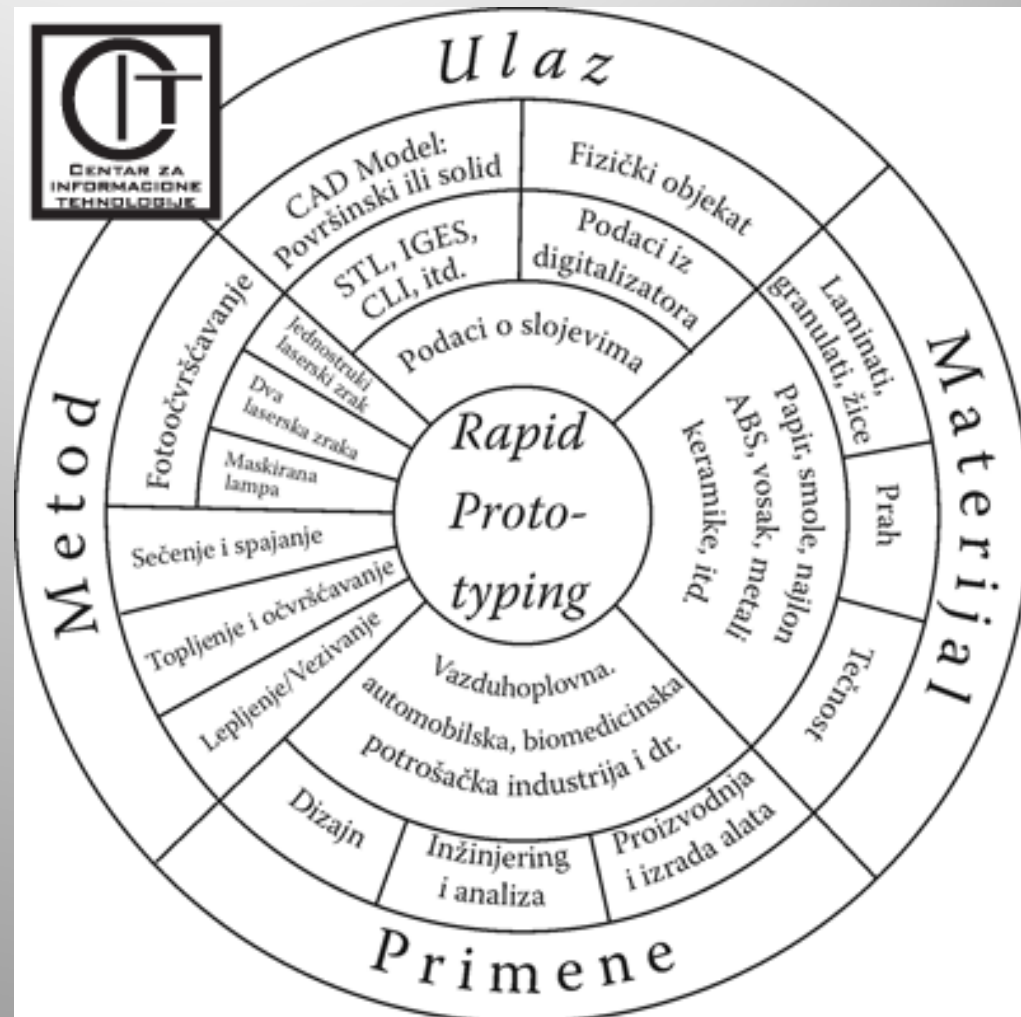 CENTAR ZA
INFORMACIONE
TEHNOLOGIJE
Ulaz
CAD Model:
Površinski ili solid
Fizički objekat
STL, IGES,
CLI, itd.
Podaci iz
digitalizatora
Podaci o slojevima
Materijal
Laminati,
granulati, žice
Prah
Tečnost
Papir, smole, najlon
ABS, vosak, metali
keramike, itd.
Rapid
Proto-
typing
Metod
Fotoočvršćavanje
Jednostruki
laserski zrak
Dva
laserska zraka
Maskirana
lampa
Sečenje i spajanje
Topljenje i očvršćavanje
Lepljenje/Vezivanje
Vazduhoplovna.
automobilska, biomedicinska
potrošačka industrija i dr.
Dizajn
Inžinjering
i analiza
Proizvodnja
i izrada alata
Primene